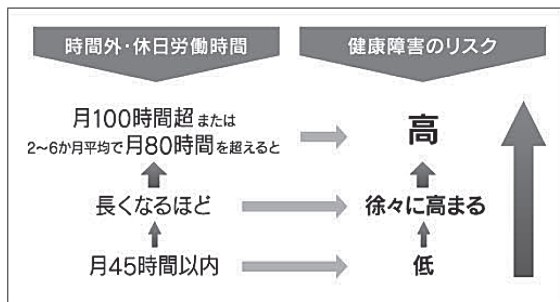 時間外・休日労働時間
健康障害のリスク
月100時間超または
2〜6か月平均で月80時間を超えると
高
長くなるほど
徐々に高まる
月45時間以内
低